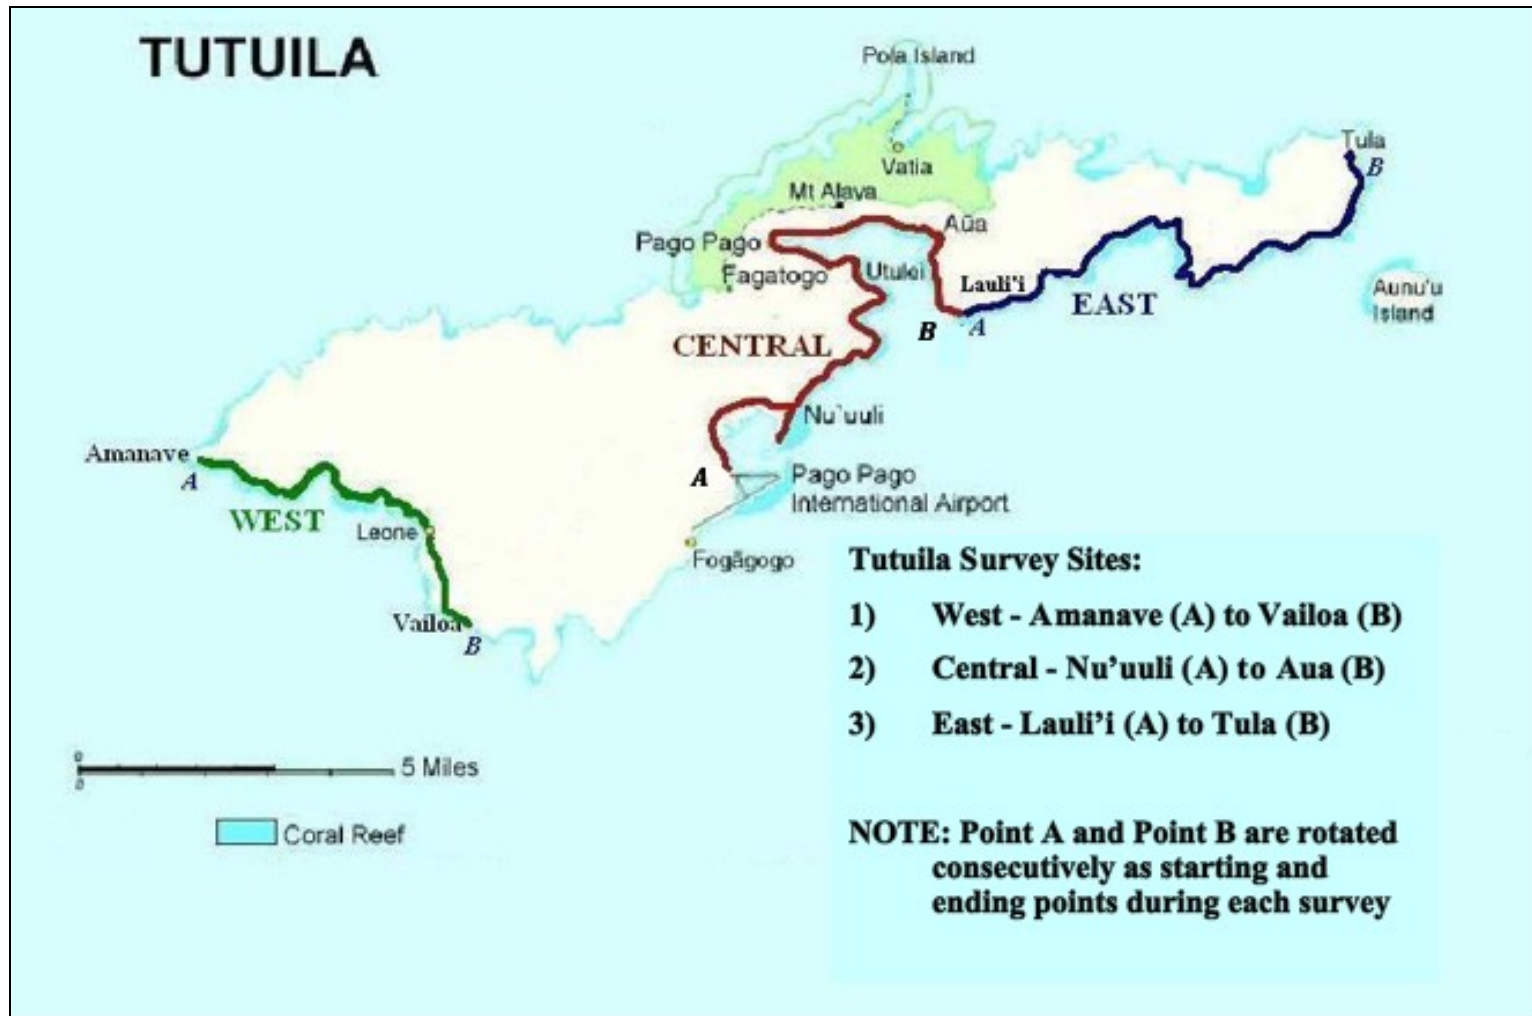 TUTUILA
Pola Island
Vatia
Mt Alava
Tula
B
Pago Pago
Aūa
Fagatogo
Utulei
Lauli'i
Aunu'u
Island
EAST
B
A
CENTRAL
Nu`uuli
Amanave
A
A
Pago Pago
International Airport
WEST
Leone
Fogāgogo
Vailoa
B
Tutuila Survey Sites:
1) West - Amanave (A) to Vailoa (B)
2) Central - Nu’uuli (A) to Aua (B)
3) East - Lauli’i (A) to Tula (B)
0
5 Miles
0
Coral Reef
NOTE: Point A and Point B are rotated
consecutively as starting and
ending points during each survey